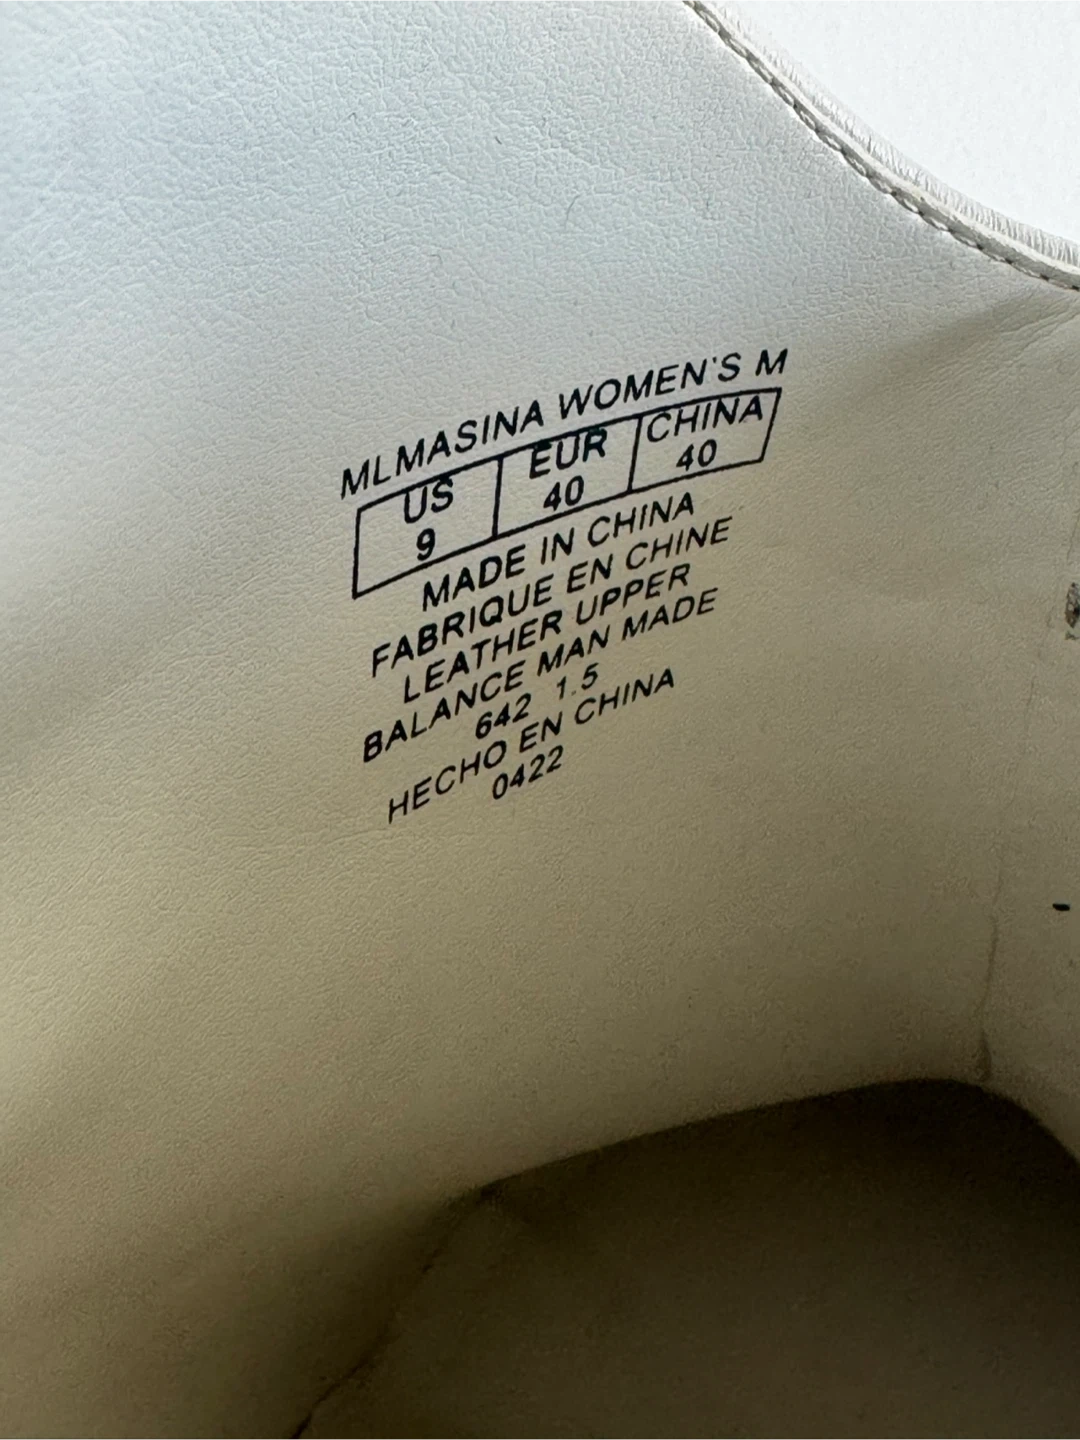 MLMASINA WOMEN'S M
US EUR CHINA
9 40 40
MADE IN CHINA
FABRIQUE EN CHINE
LEATHER UPPER
BALANCE MAN MADE
642 1.5
HECHO EN CHINA
0422